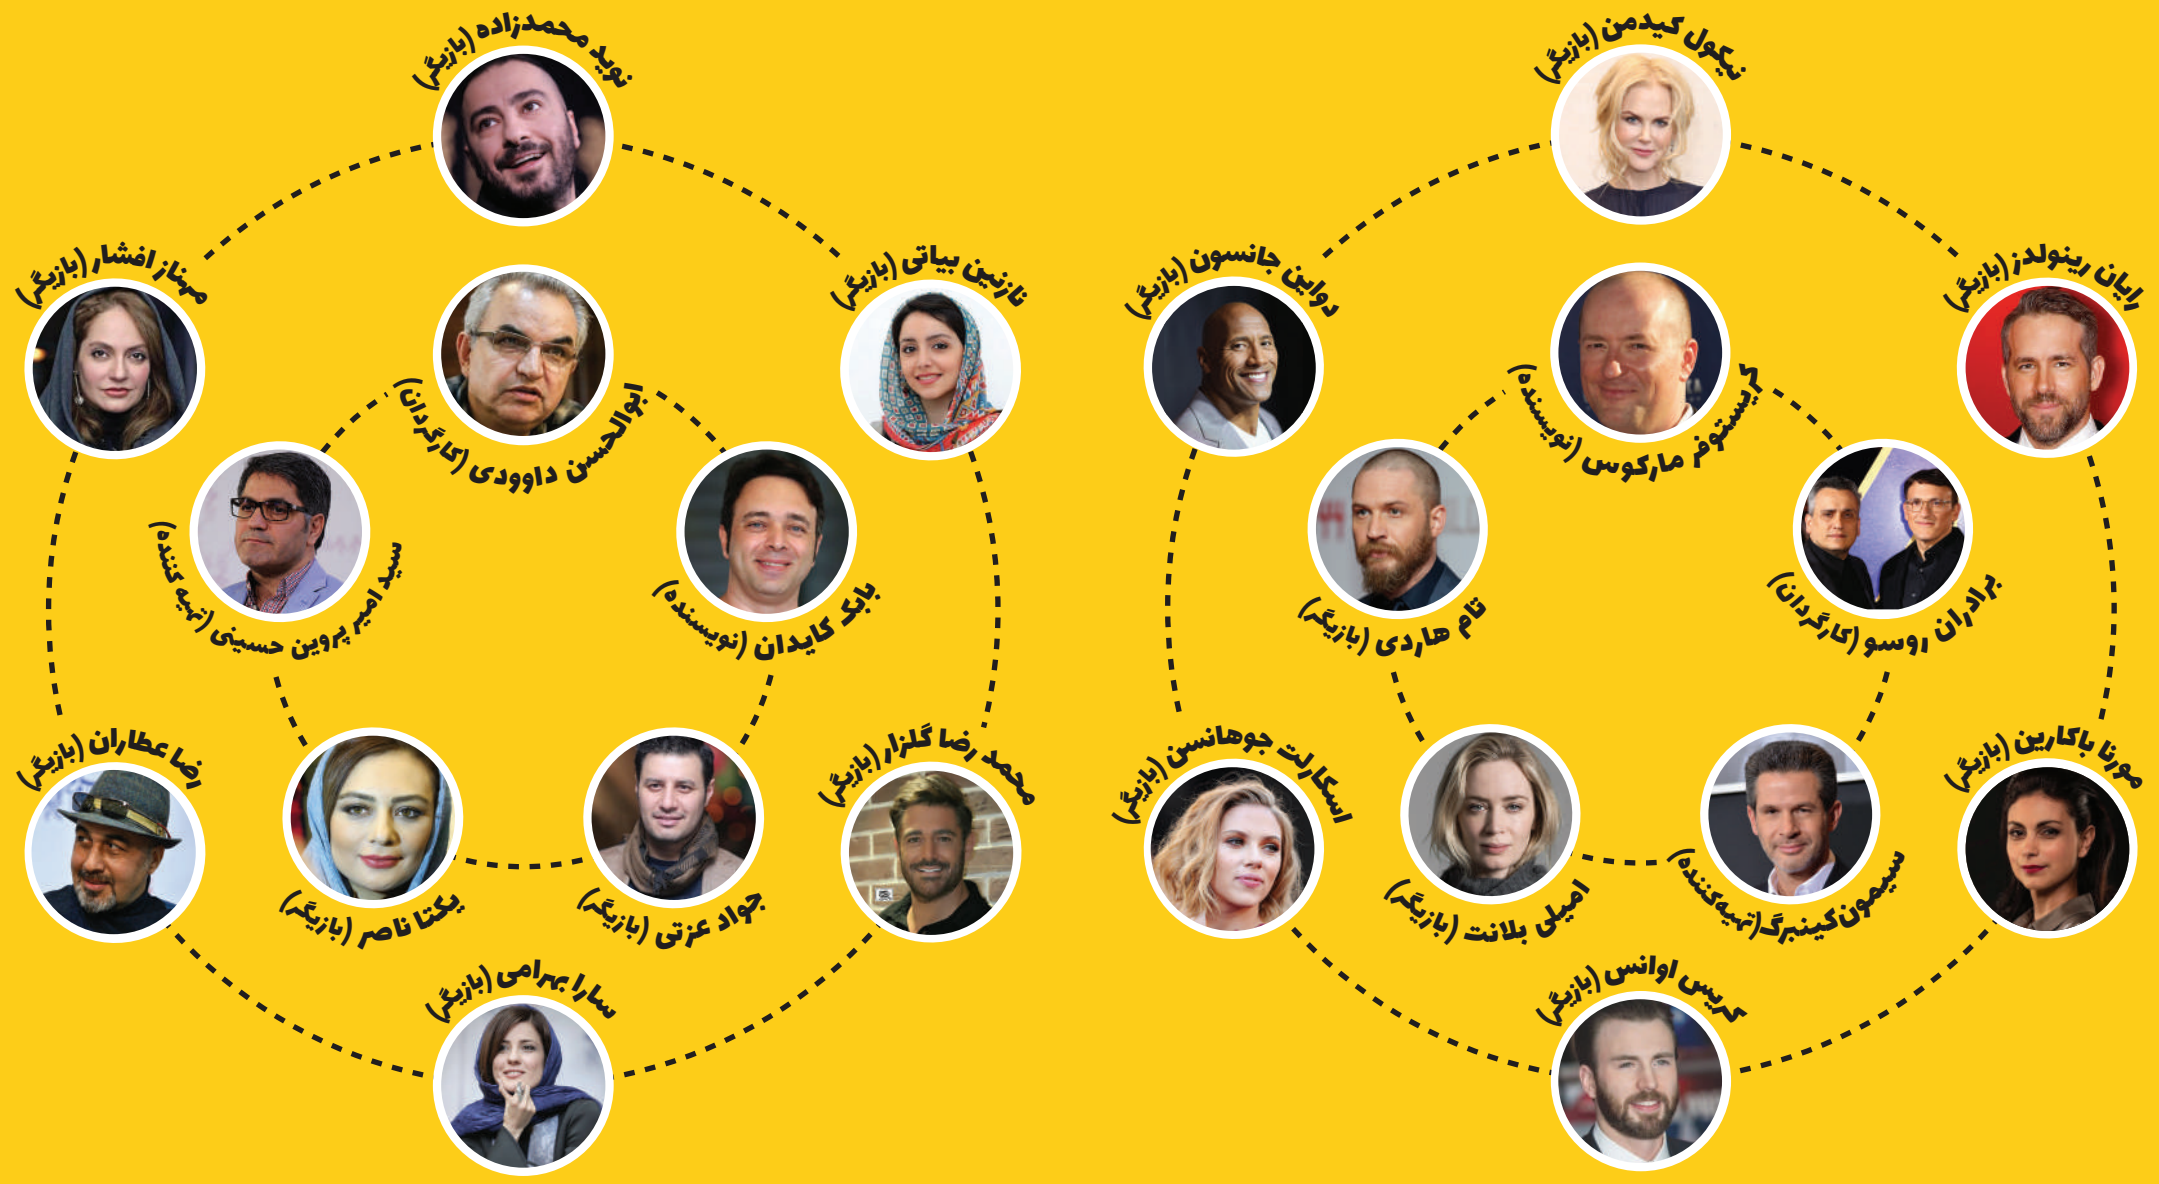 نیکول کیدمن (بازیگر)
رایان رینولدز (بازیگر)
دواین جانسون (بازیگر)
کریستوفر مارکوس (نویسنده)
برادران روسو (کارگردان)
تام هاردی (بازیگر)
مورنا باکارین (بازیگر)
سیمون کینبرگ (تهیه‌کننده)
امیلی بلانت (بازیگر)
اسکارلت جوهانسن (بازیگر)
کریس اوانس (بازیگر)
نوید محمدزاده (بازیگر)
نازنین بیاتی (بازیگر)
مهناز افشار (بازیگر)
ابوالحسن داوودی (کارگردان)
بابک کایدان (نویسنده)
سید امیر پروین حسینی (تهیه کننده)
محمد رضا گلزار (بازیگر)
جواد عزتی (بازیگر)
یکتا ناصر (بازیگر)
رضا عطاران (بازیگر)
سارا بهرامی (بازیگر)